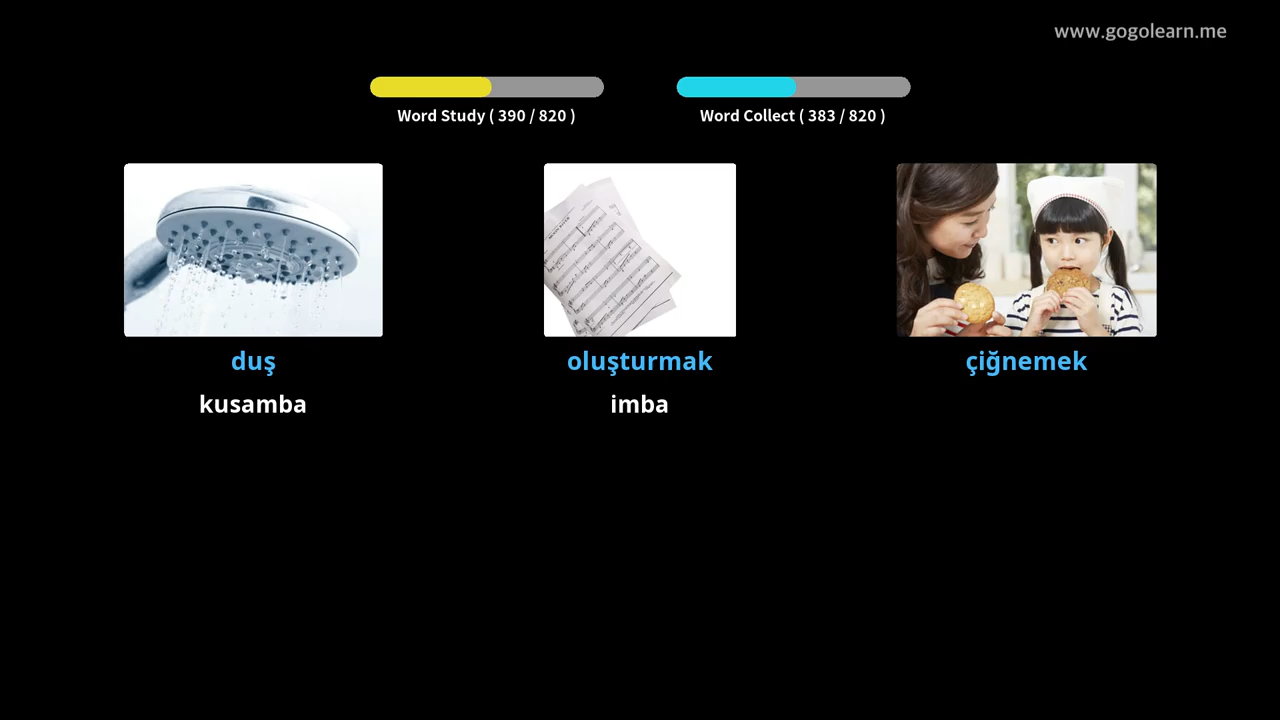 www.gogolearn.me
Word Study ( 390 / 820 )
Word Collect ( 383 / 820 )
duş
oluşturmak
çiğnemek
kusamba
imba